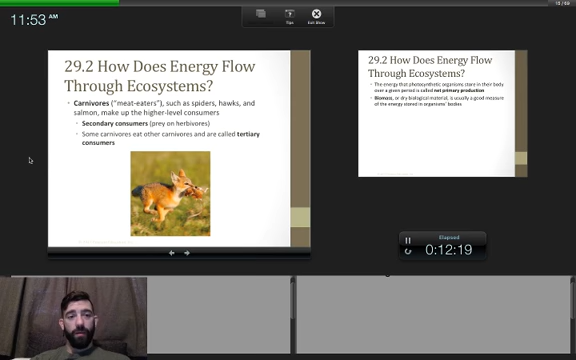 11:53 AM
Tips
Exit Show
29.2 How Does Energy Flow
Through Ecosystems?
• Carnivores ("meat-eaters"), such as spiders, hawks, and
salmon, make up the higher-level consumers
• Secondary consumers (prey on herbivores)
• Some carnivores eat other carnivores and are called tertiary
consumers
29.2 How Does Energy Flow
Through Ecosystems?
• The energy that photosynthetic organisms store in their body
over a given period is called net primary production
• Biomass, or dry biological material, is usually a good measure
of the energy stored in organisms' bodies
Elapsed
0:12:19